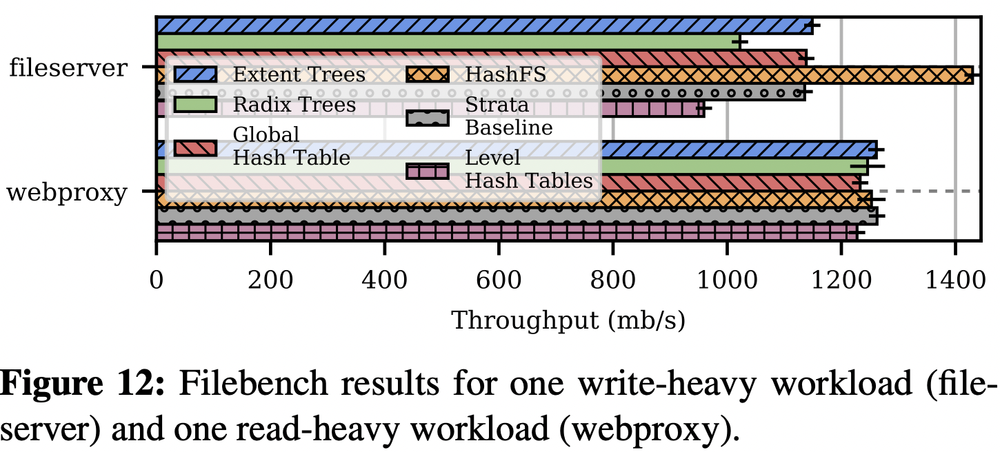 fileserver
webproxy
Extent Trees
Radix Trees
Global
Hash Table
HashFS
Strata
Baseline
Level
Hash Tables
0 200 400 600 800 1000 1200 1400
Throughput (mb/s)
Figure 12: Filebench results for one write-heavy workload (file-
server) and one read-heavy workload (webproxy).